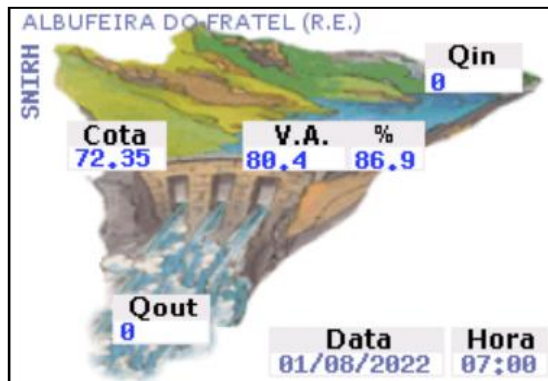 ALBUFEIRA DO FRATEL (R.E.)
SNIRH
Qin
0
Cota V.A. %
72.35 80.4 86.9
Qout
0
Data Hora
01/08/2022 07:00